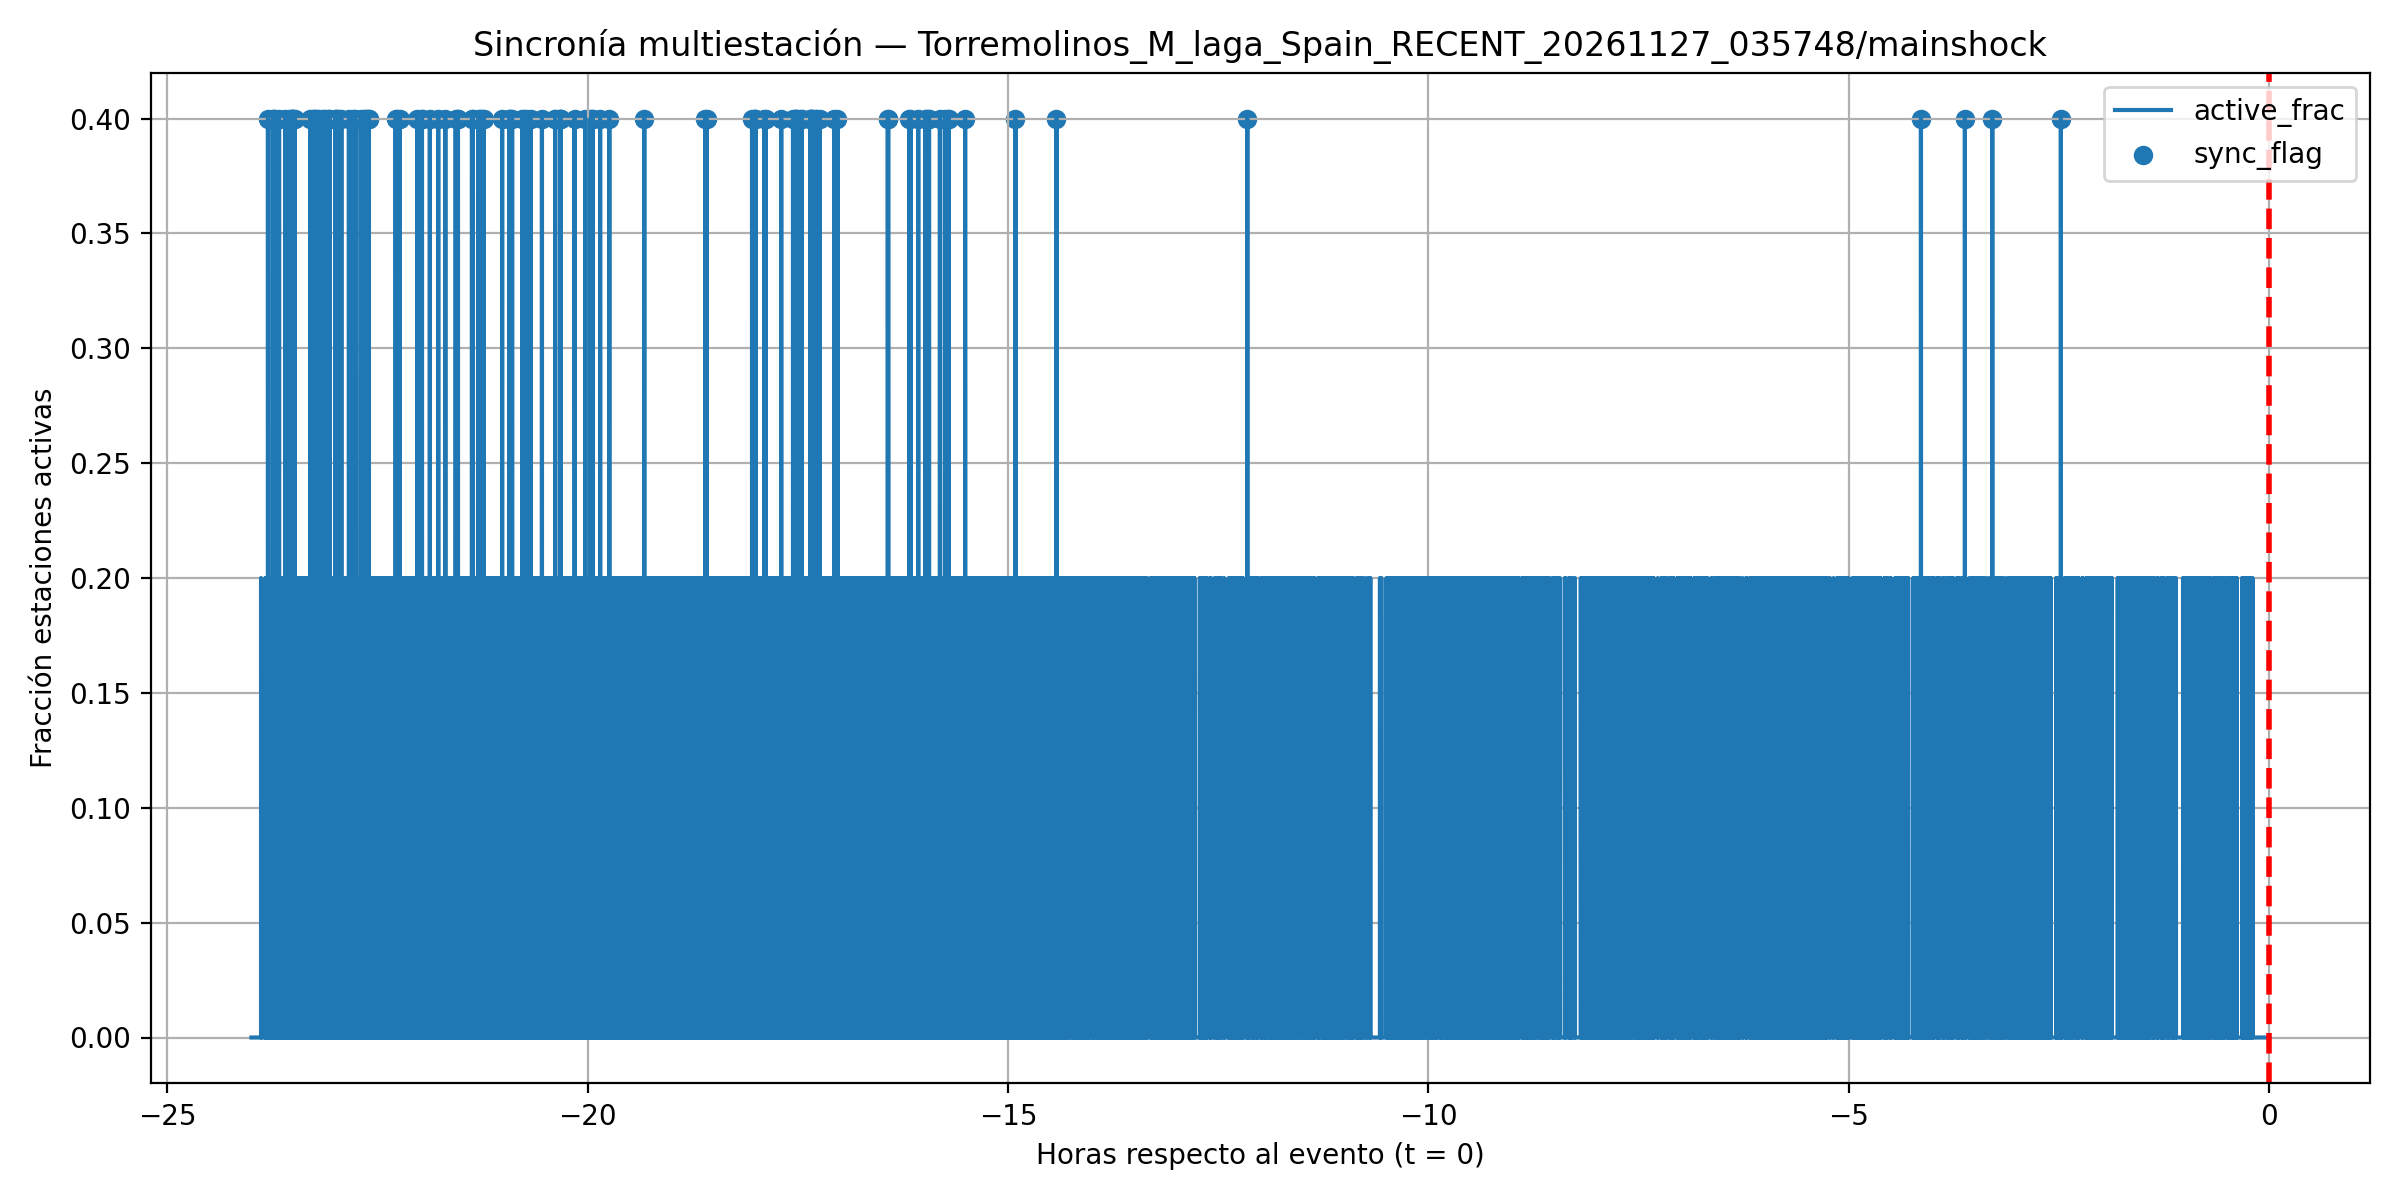 Sincronía multiestación — Torremolinos_M_laga_Spain_RECENT_20261127_035748/mainshock
active_frac
sync_flag
Fracción estaciones activas
0.40
0.35
0.30
0.25
0.20
0.15
0.10
0.05
0.00
−25 −20 −15 −10 −5 0
Horas respecto al evento (t = 0)